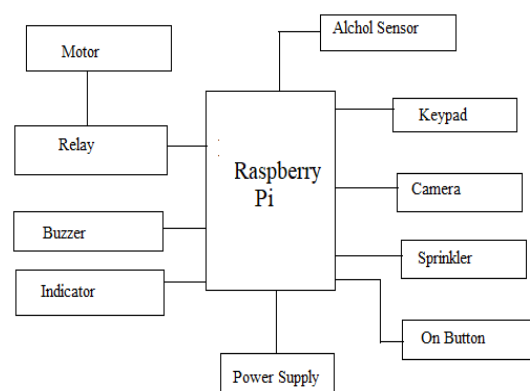 Alchol Sensor
Motor
Keypad
Relay
Raspberry
Pi
Camera
Buzzer
Sprinkler
Indicator
On Button
Power Supply